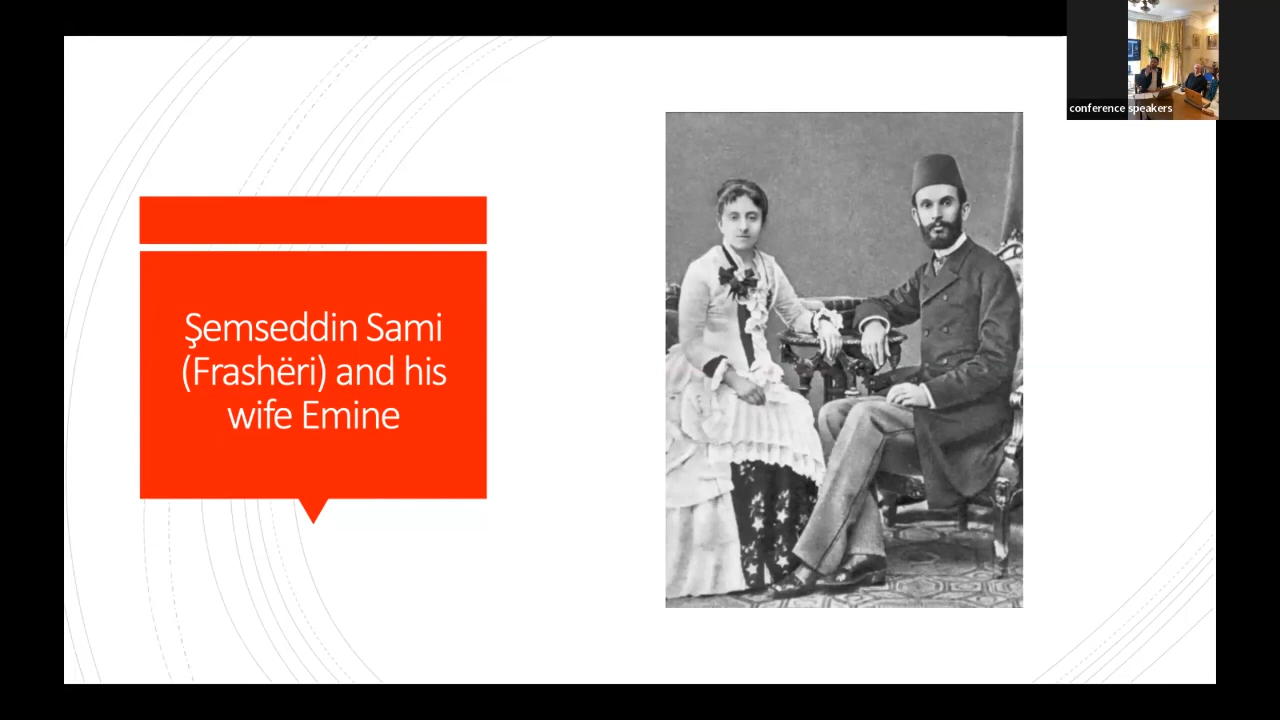 conference speakers
Şemseddin Sami
(Frashëri) and his
wife Emine